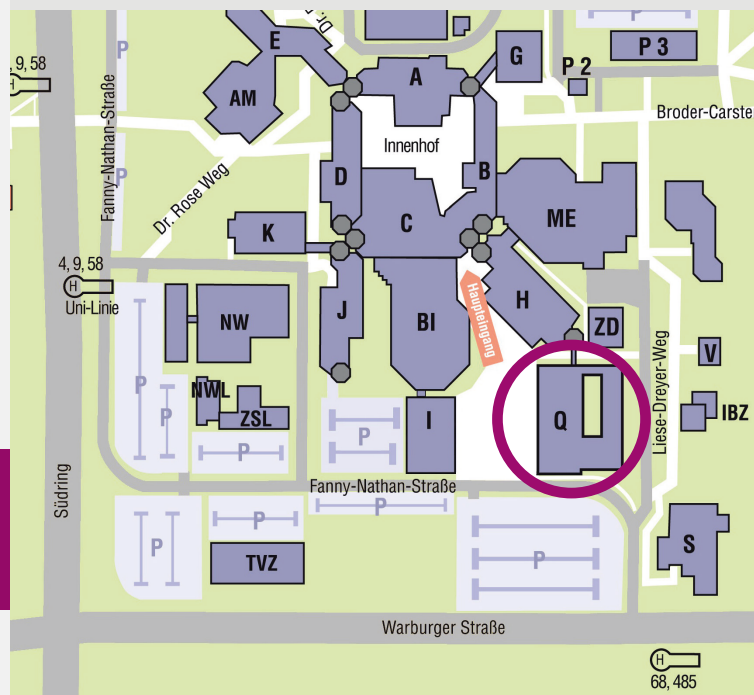 P
E
Dr.
G
P 3
A
P 2
, 9, 58
H
AM
Broder-Carste
Innenhof
Fanny-Nathan-Straße
P
D
B
Dr. Rose Weg
K
C
ME
4, 9, 58
H
Uni-Linie
Haupteingang
H
J
NW
BI
ZD
Liese-Dreyer-Weg
V
P
P
NWL
ZSL
IBZ
Q
I
P
P
Südring
Fanny-Nathan-Straße
P
P
P
P
S
TVZ
Warburger Straße
H
68, 485